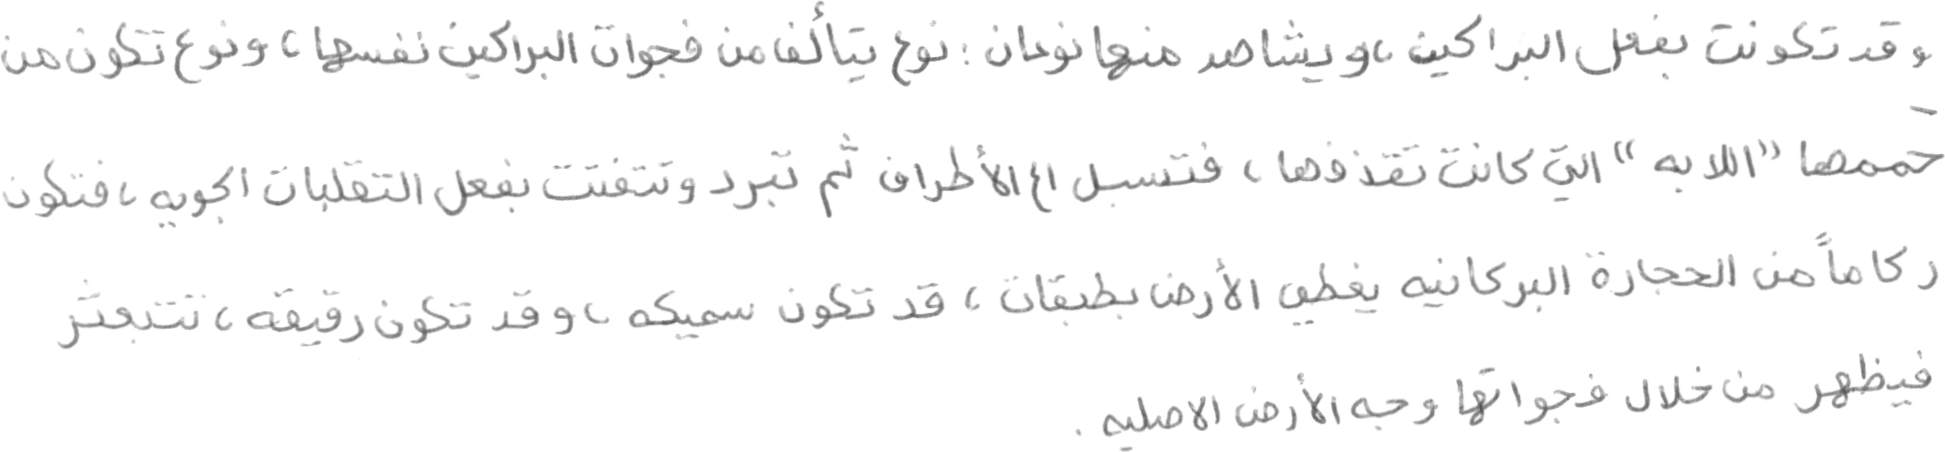 وقد تكونت بفعل البراكين ، ويشاهد منها نوعان : نوع يتألف من فجوات البراكين نفسها ، ونوع تتكون من
حممها " اللابه " التي كانت تقذفها ، فتسيل الى الأطراف ثم تبرد وتتفتت بفعل التقلبات الجويه ، فتكون
ركاماً من الحجارة البركانيه يغطي الأرض بطبقات ، قد تكون سميكه ، وقد تكون رقيقه ، تتبعثر
فيظهر من خلال فجواتها وجه الأرض الاصليه .